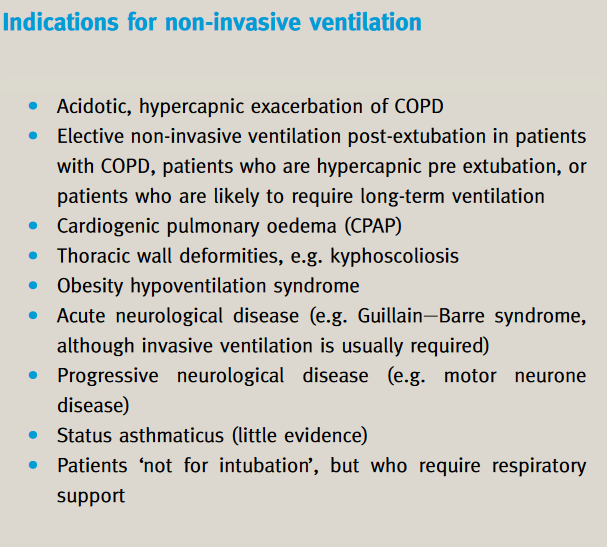 Indications for non-invasive ventilation
• Acidotic, hypercapnic exacerbation of COPD
• Elective non-invasive ventilation post-extubation in patients
with COPD, patients who are hypercapnic pre extubation, or
patients who are likely to require long-term ventilation
• Cardiogenic pulmonary oedema (CPAP)
• Thoracic wall deformities, e.g. kyphoscoliosis
• Obesity hypoventilation syndrome
• Acute neurological disease (e.g. Guillain—Barre syndrome,
although invasive ventilation is usually required)
• Progressive neurological disease (e.g. motor neurone
disease)
• Status asthmaticus (little evidence)
• Patients ‘not for intubation’, but who require respiratory
support